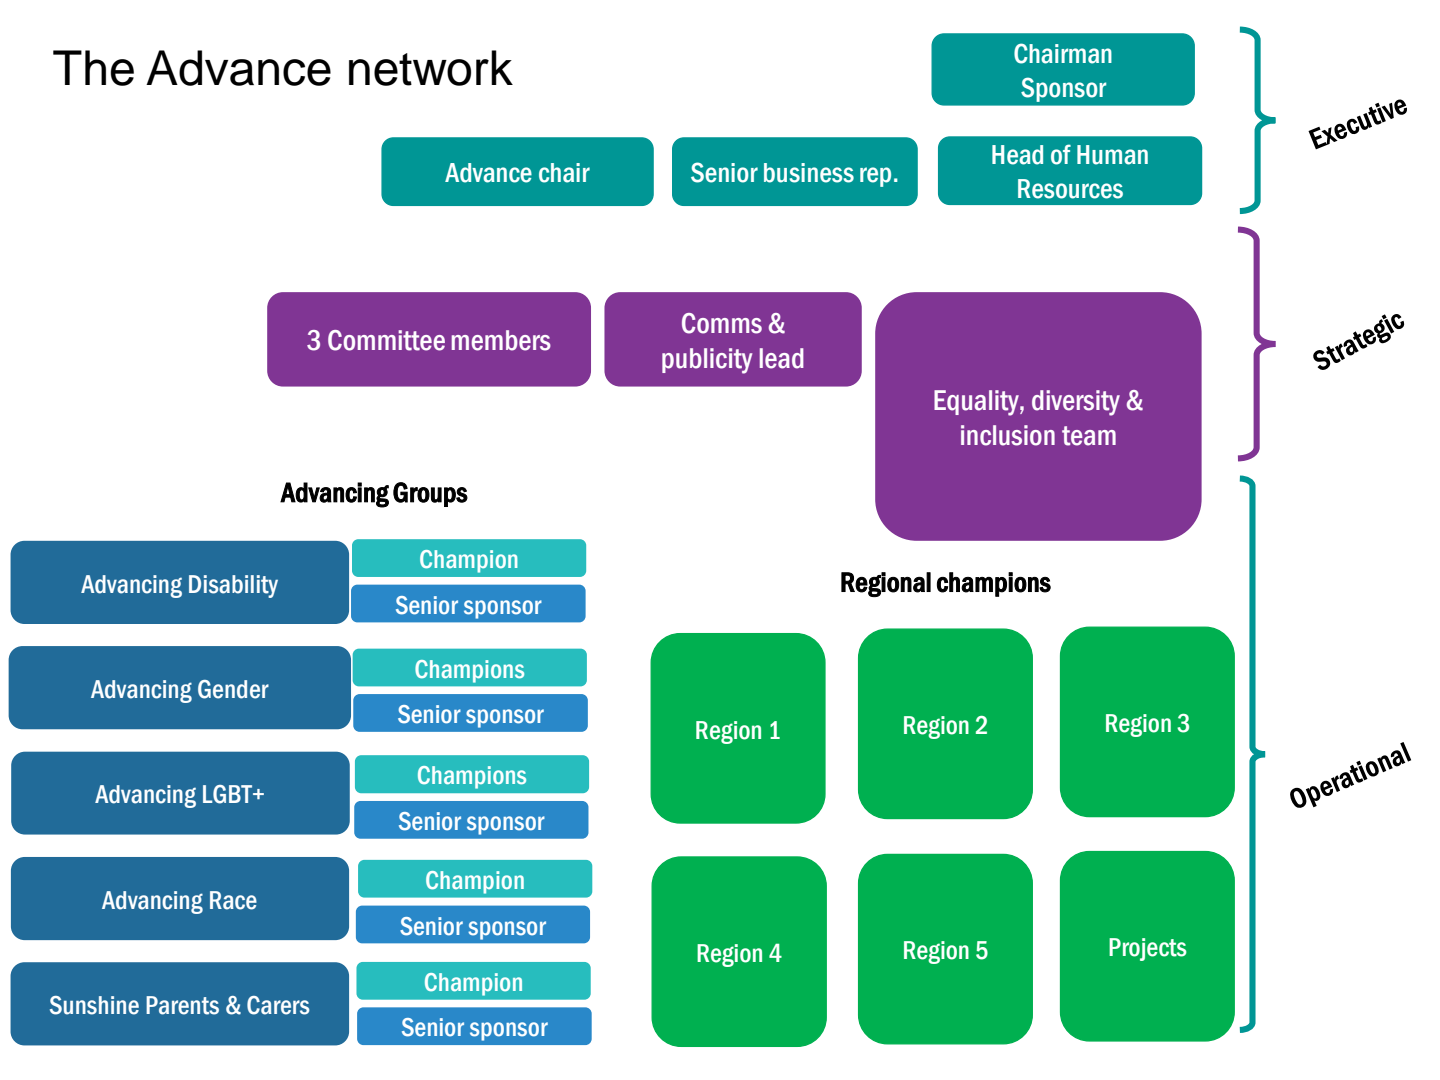 The Advance network
Chairman
Sponsor
Executive
Advance chair
Senior business rep.
Head of Human
Resources
Strategic
3 Committee members
Comms &
publicity lead
Equality, diversity &
inclusion team
Advancing Groups
Advancing Disability
Champion
Senior sponsor
Advancing Gender
Champions
Senior sponsor
Advancing LGBT+
Champions
Senior sponsor
Advancing Race
Champion
Senior sponsor
Sunshine Parents & Carers
Champion
Senior sponsor
Regional champions
Region 1
Region 2
Region 3
Region 4
Region 5
Projects
Operational